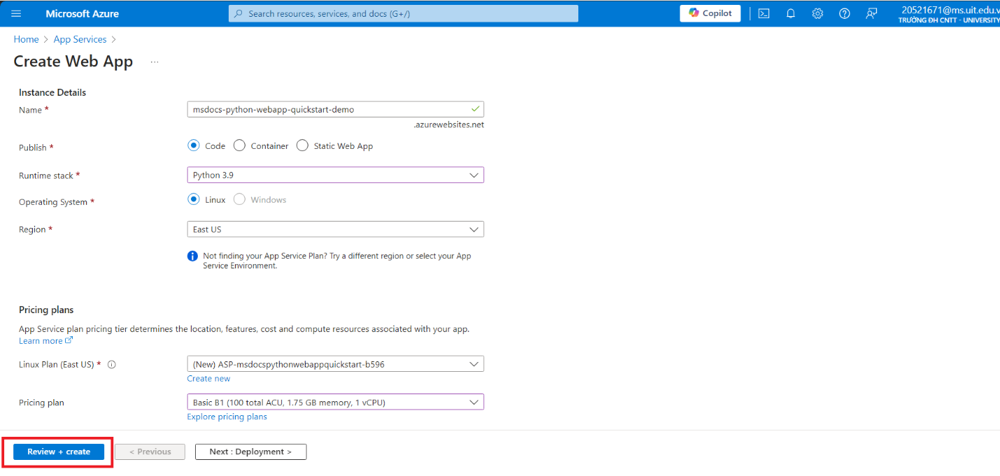 Microsoft Azure
Search resources, services, and docs (G+/)
Copilot
20521671@ms.uit.edu.v
TRƯỜNG ĐH CNTT - UNIVERSITY
Home > App Services >
Create Web App ...
Instance Details
Name *
msdocs-python-webapp-quickstart-demo
.azurewebsites.net
Publish *
Code Container Static Web App
Runtime stack *
Python 3.9
Operating System *
Linux Windows
Region *
East US
Not finding your App Service Plan? Try a different region or select your App
Service Environment.
Pricing plans
App Service plan pricing tier determines the location, features, cost and compute resources associated with your app.
Learn more
Linux Plan (East US) *
(New) ASP-msdocspythonwebappquickstart-b596
Create new
Pricing plan
Basic B1 (100 total ACU, 1.75 GB memory, 1 vCPU)
Explore pricing plans
Review + create
< Previous
Next : Deployment >